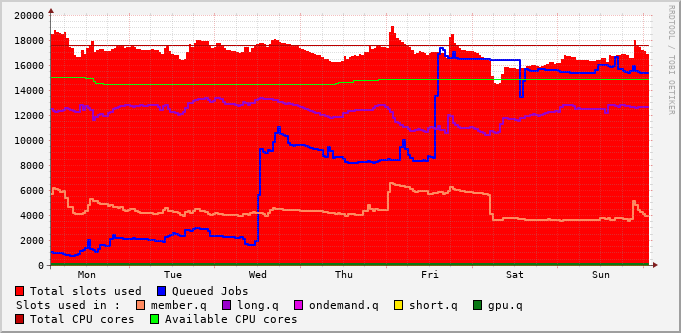 20000
18000
16000
14000
12000
10000
8000
6000
4000
2000
0
Mon Tue Wed Thu Fri Sat Sun
RRDTOOL / TOBI OETIKER
Total slots used Queued Jobs
Slots used in : member.q long.q ondemand.q short.q gpu.q
Total CPU cores Available CPU cores